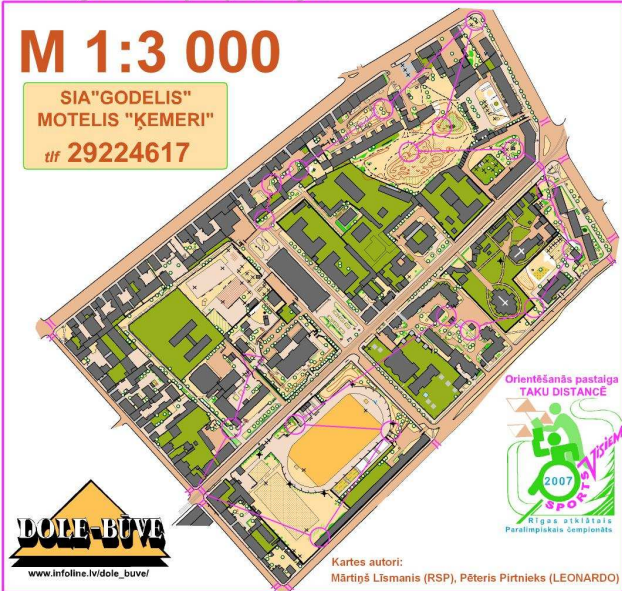 M 1:3 000
SIA"GODELIS"
MOTELIS "ĶEMERI"
tlf 29224617
Orientēšanās pastaiga
TAKU DISTANCĒ
Visiem
2007
SPORTS
Rīgas atklātais
Paralimpiskais čempionāts
DOLE-BŪVE
www.infoline.lv/dole_buve/
Kartes autori:
Mārtiņš Līsmanis (RSP), Pēteris Pirtnieks (LEONARDO)